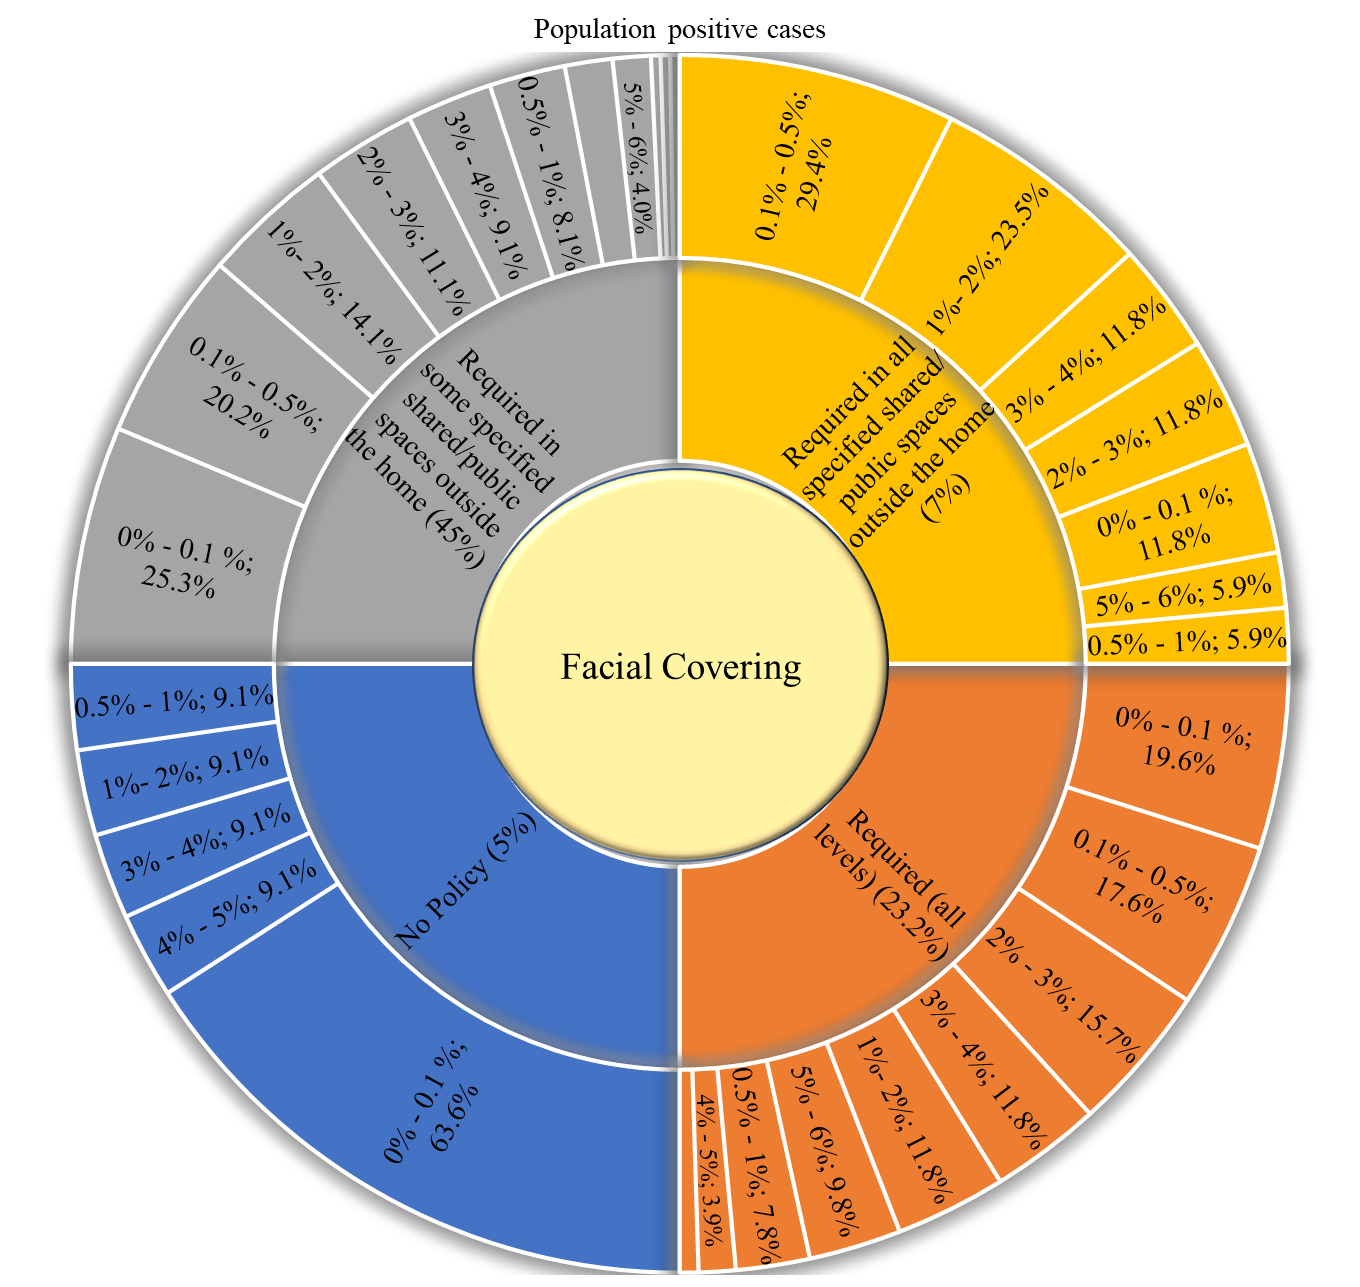 Population positive cases
0.1% - 0.5%;
29.4%
1%- 2%; 23.5%
3% - 4%; 11.8%
2% - 3%; 11.8%
0% - 0.1 %;
11.8%
5% - 6%; 5.9%
0.5% - 1%; 5.9%
Required in all
specified shared/
public spaces
outside the home
(7%)
0% - 0.1 %;
19.6%
0.1% - 0.5%;
17.6%
2% - 3%; 15.7%
3% - 4%; 11.8%
1%- 2%; 11.8%
5% - 6%; 9.8%
0.5% - 1%; 7.8%
4% - 5%; 3.9%
Required (all
levels) (23.2%)
0% - 0.1 %;
63.6%
4% - 5%; 9.1%
3% - 4%; 9.1%
1%- 2%; 9.1%
0.5% - 1%; 9.1%
No Policy (5%)
0% - 0.1 %;
25.3%
0.1% - 0.5%;
20.2%
1%- 2%; 14.1%
2% - 3%; 11.1%
3% - 4%; 9.1%
0.5% - 1%; 8.1%
5% - 6%; 4.0%
Required in
some specified
shared/public
spaces outside
the home (45%)
Facial Covering